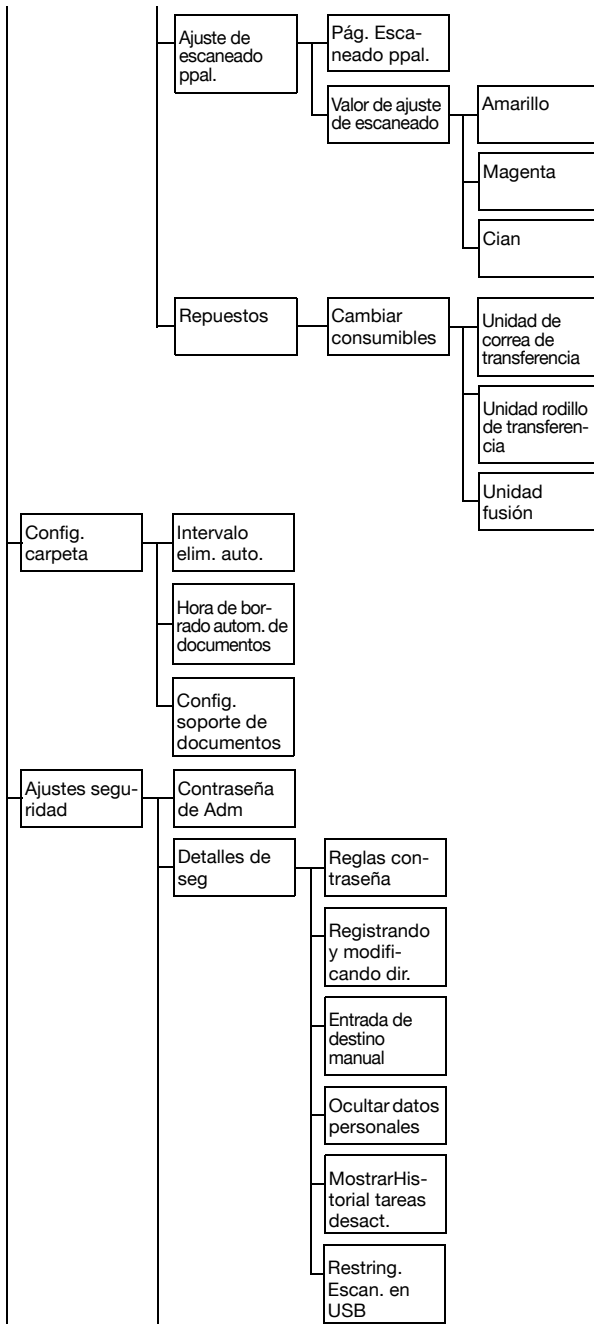 Ajuste de
escaneado
ppal.
Pág. Esca-
neado ppal.
Valor de ajuste
de escaneado
Amarillo
Magenta
Cian
Repuestos
Cambiar
consumibles
Unidad de
correa de
transferencia
Unidad rodillo
de transferen-
cia
Unidad
fusión
Config.
carpeta
Intervalo
elim. auto.
Hora de bor-
rado autom. de
documentos
Config.
soporte de
documentos
Ajustes segu-
ridad
Contraseña
de Adm
Detalles de
seg
Reglas con-
traseña
Registrando
y modifi-
cando dir.
Entrada de
destino
manual
Ocultar datos
personales
MostrarHis-
torial tareas
desact.
Restring.
Escan. en
USB